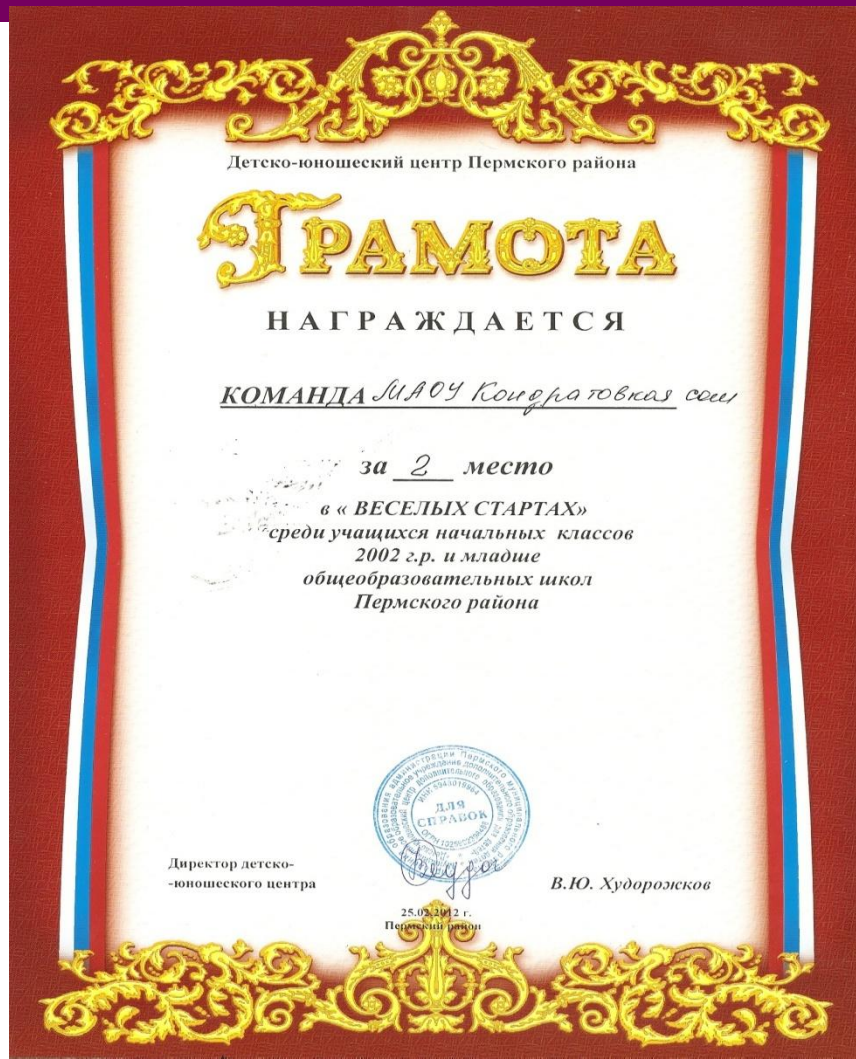 Детско-юношеский центр Пермского района
ГРАМОТА
НАГРАЖДАЕТСЯ
КОМАНДА МАОУ Кондратовкая сош
за 2 место
в « ВЕСЕЛЫХ СТАРТАХ»
среди учащихся начальных классов
2002 г.р. и младше
общеобразовательных школ
Пермского района
ДЛЯ
СПРАВОК
Директор детско-
-юношеского центра
В.Ю. Худорожков
25.02.2012 г.
Пермский район